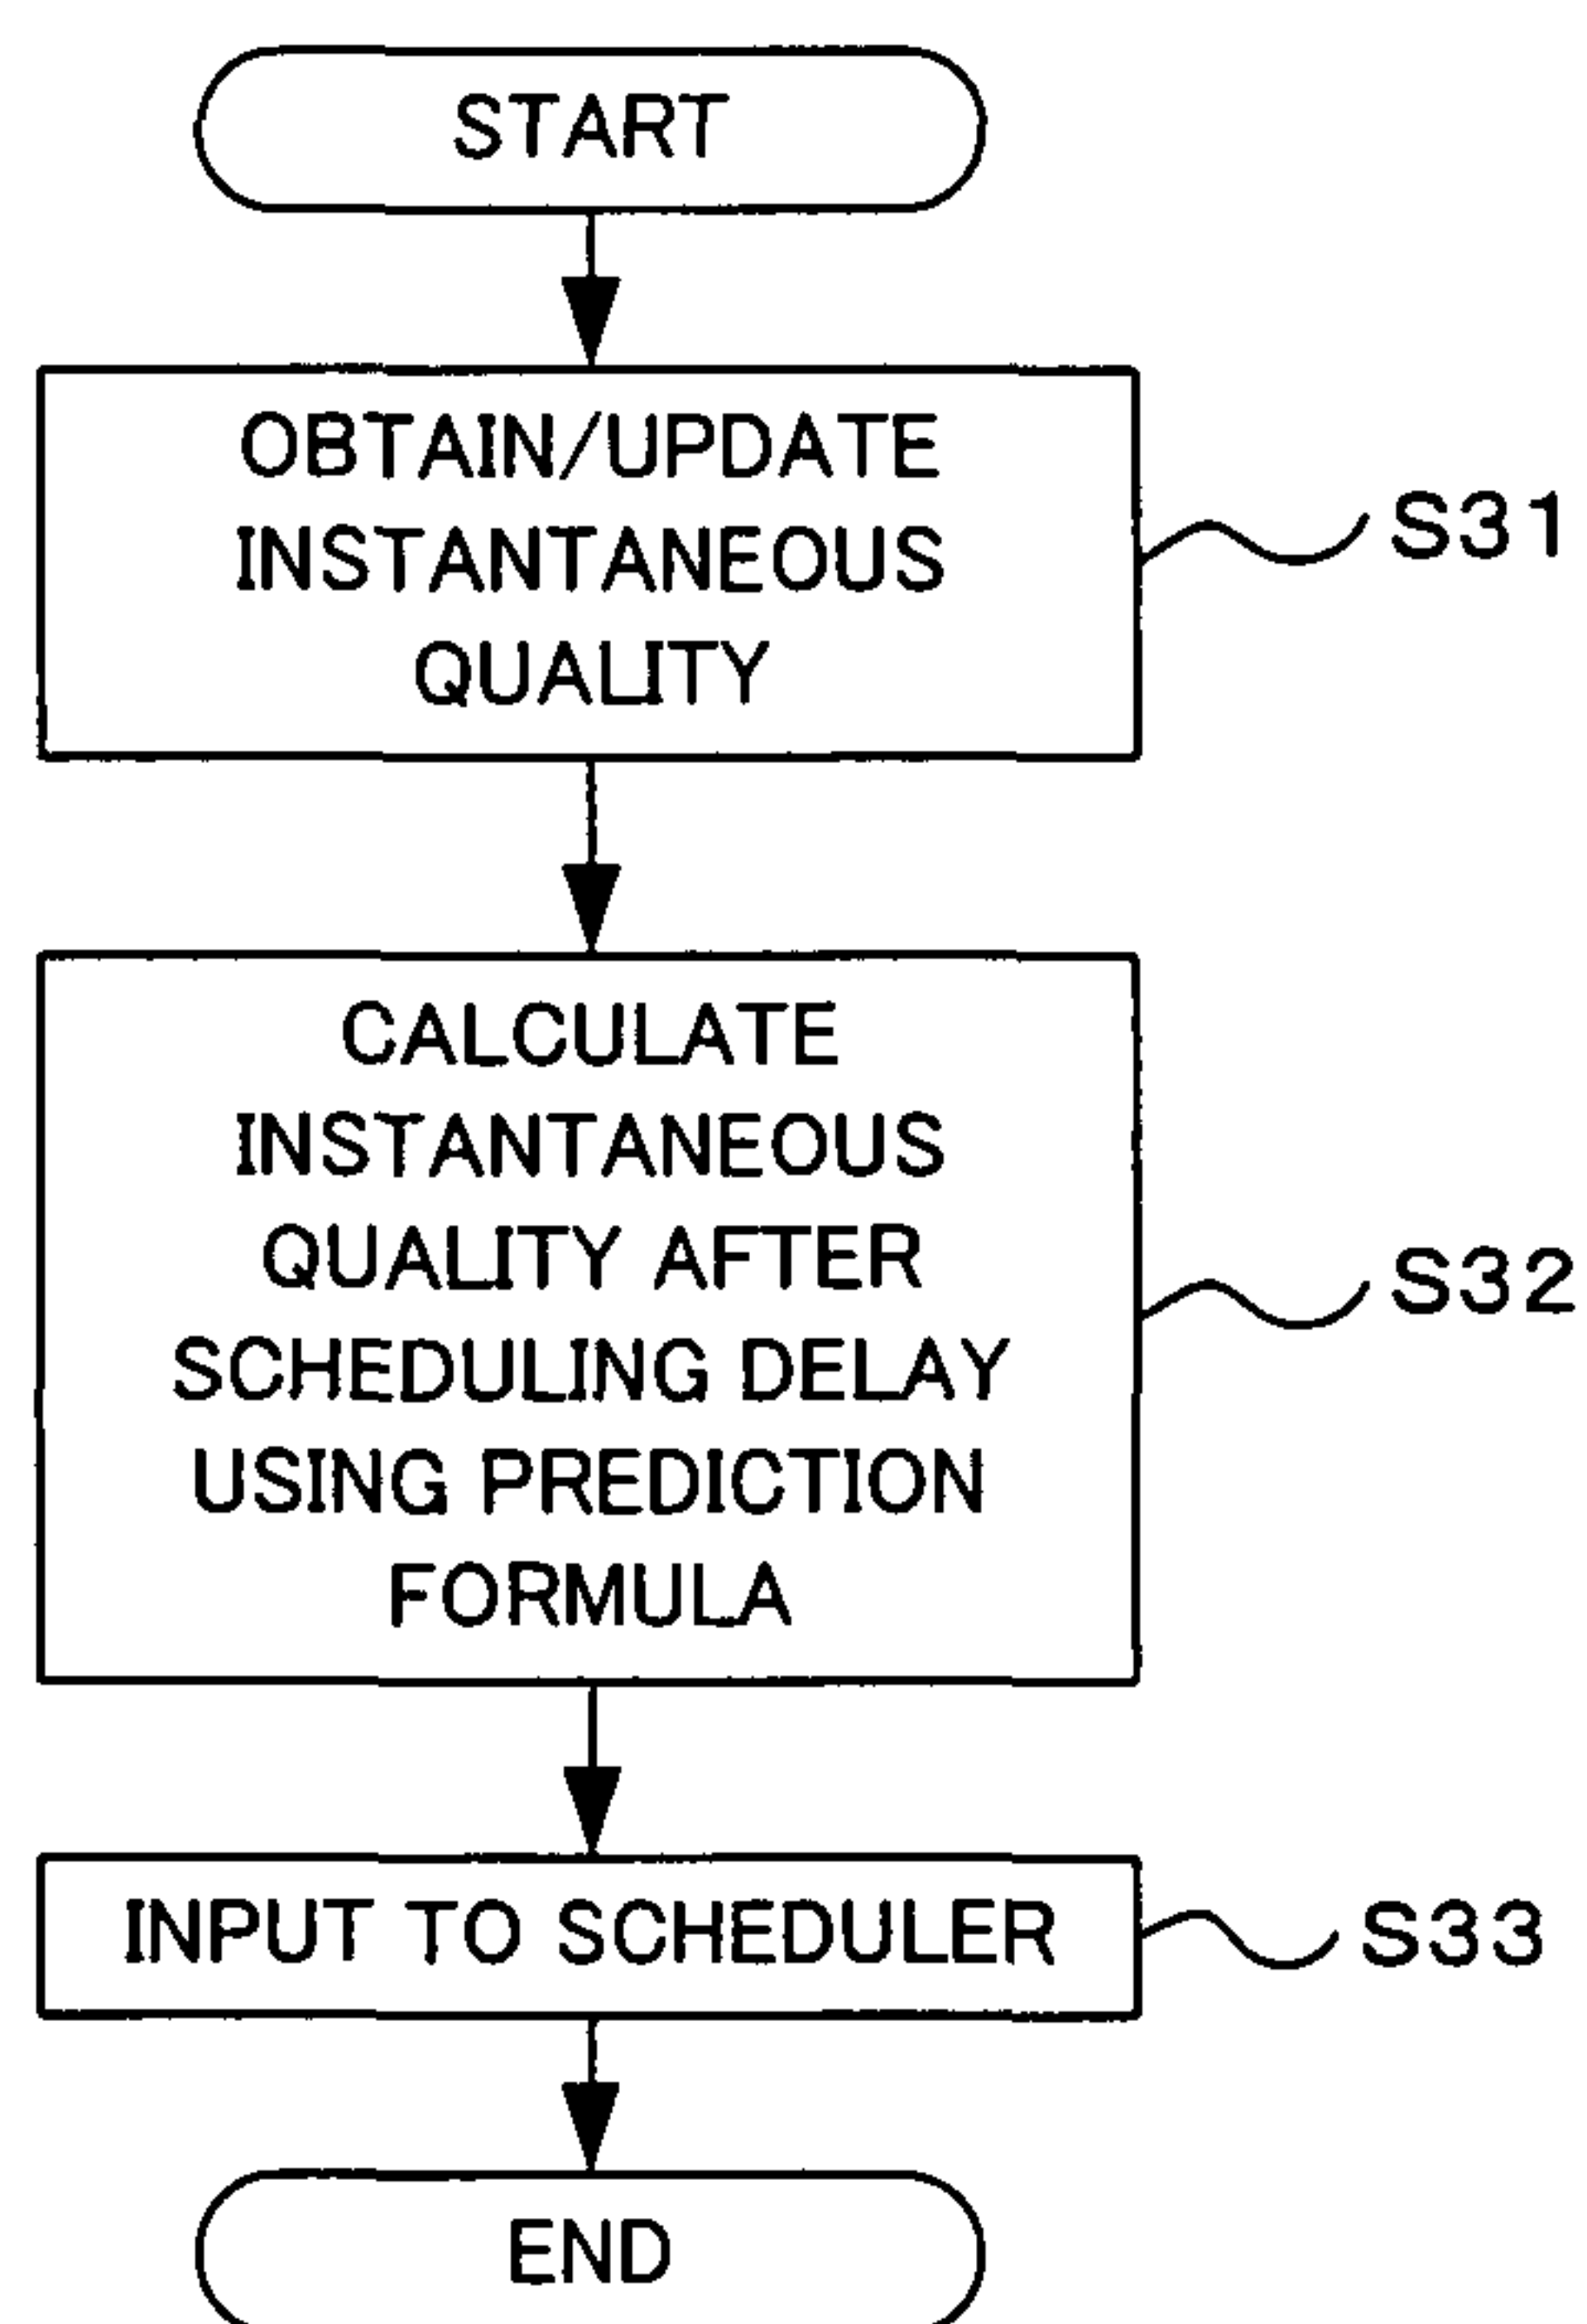 START
OBTAIN/UPDATE
INSTANTANEOUS
QUALITY
S31
CALCULATE
INSTANTANEOUS
QUALITY AFTER
SCHEDULING DELAY
USING PREDICTION
FORMULA
S32
INPUT TO SCHEDULER
S33
END